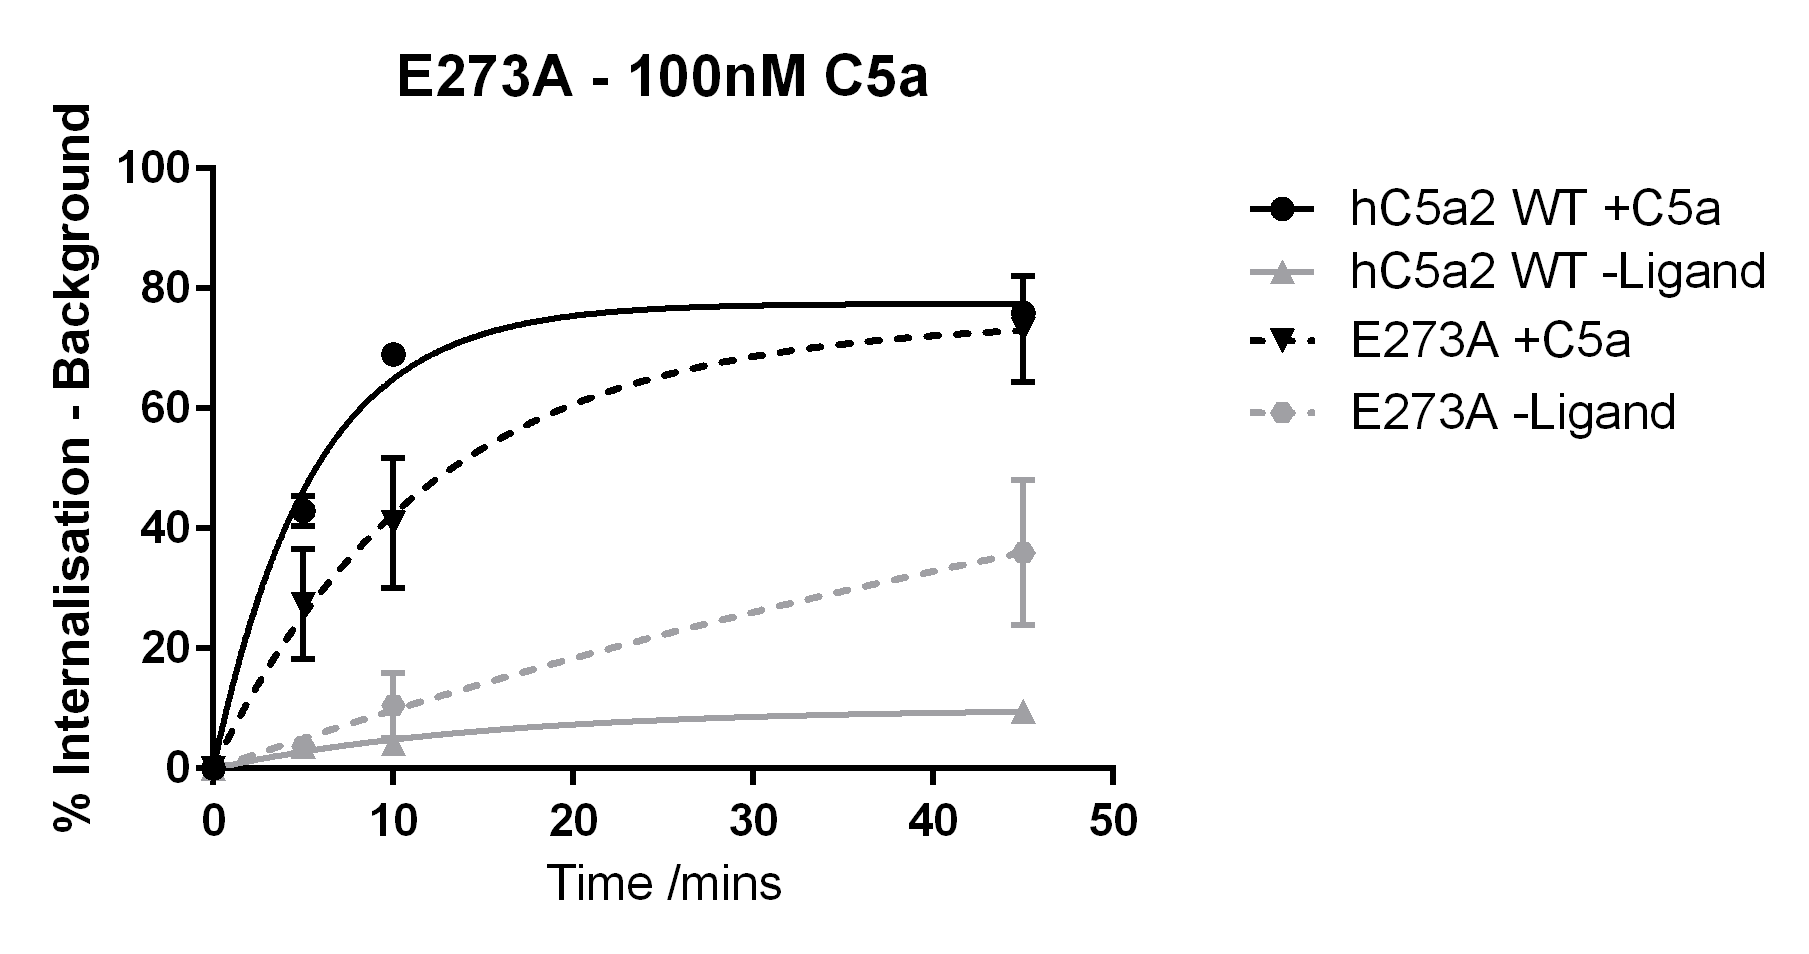 E273A - 100nM C5a
% Internalisation - Background
100
80
60
40
20
0
0 10 20 30 40 50
Time /mins
hC5a2 WT +C5a
hC5a2 WT -Ligand
E273A +C5a
E273A -Ligand